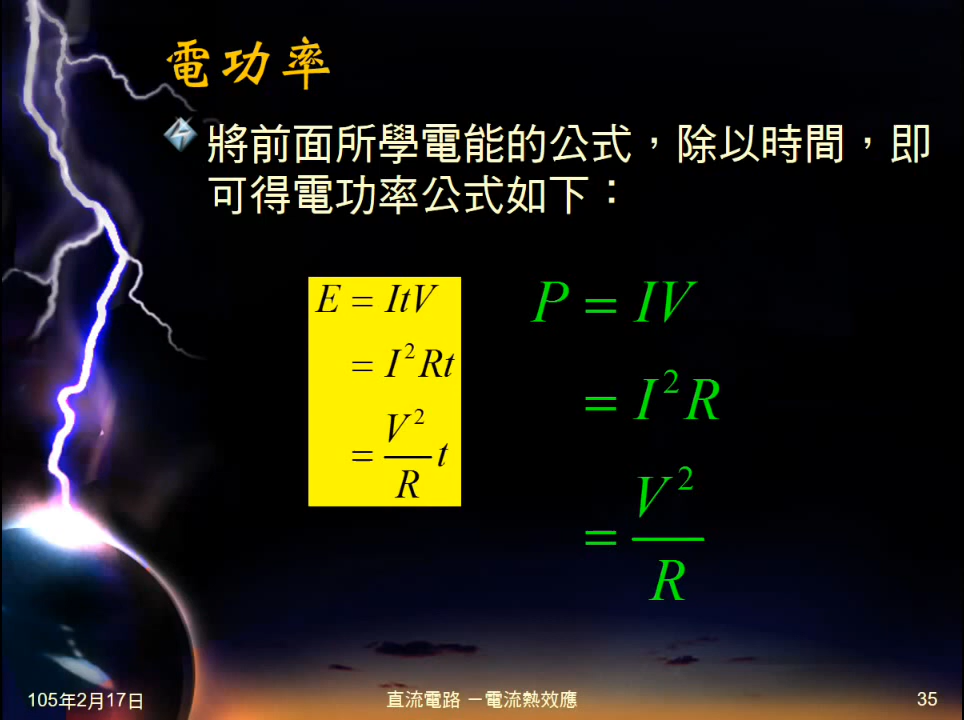 電功率
將前面所學電能的公式，除以時間，即
可得電功率公式如下：
E = ItV
= I²Rt
= V²/R t
P = IV
= I²R
= V²/R
105年2月17日
直流電路 －電流熱效應
35